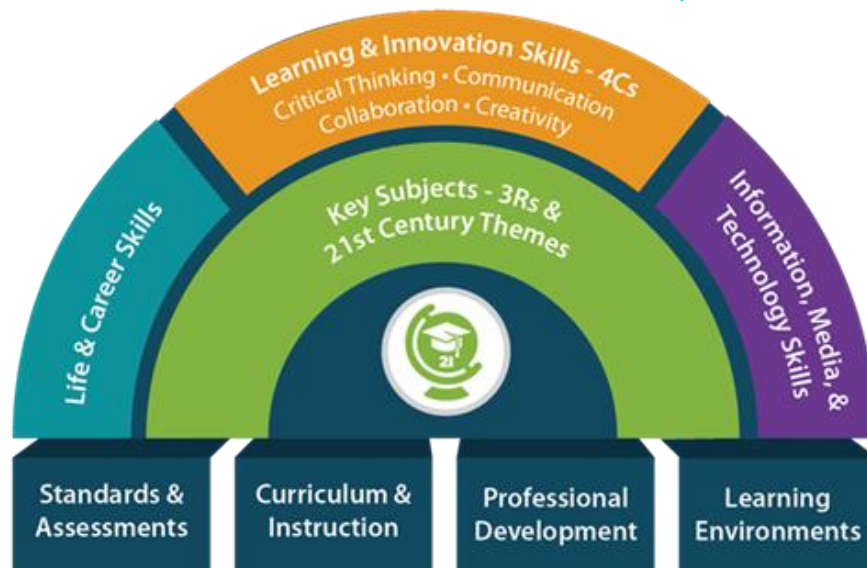 Learning & Innovation Skills - 4Cs
Critical Thinking • Communication
Collaboration • Creativity
Life & Career Skills
Key Subjects - 3Rs &
21st Century Themes
Information, Media, &
Technology Skills
21
Standards &
Assessments
Curriculum &
Instruction
Professional
Development
Learning
Environments